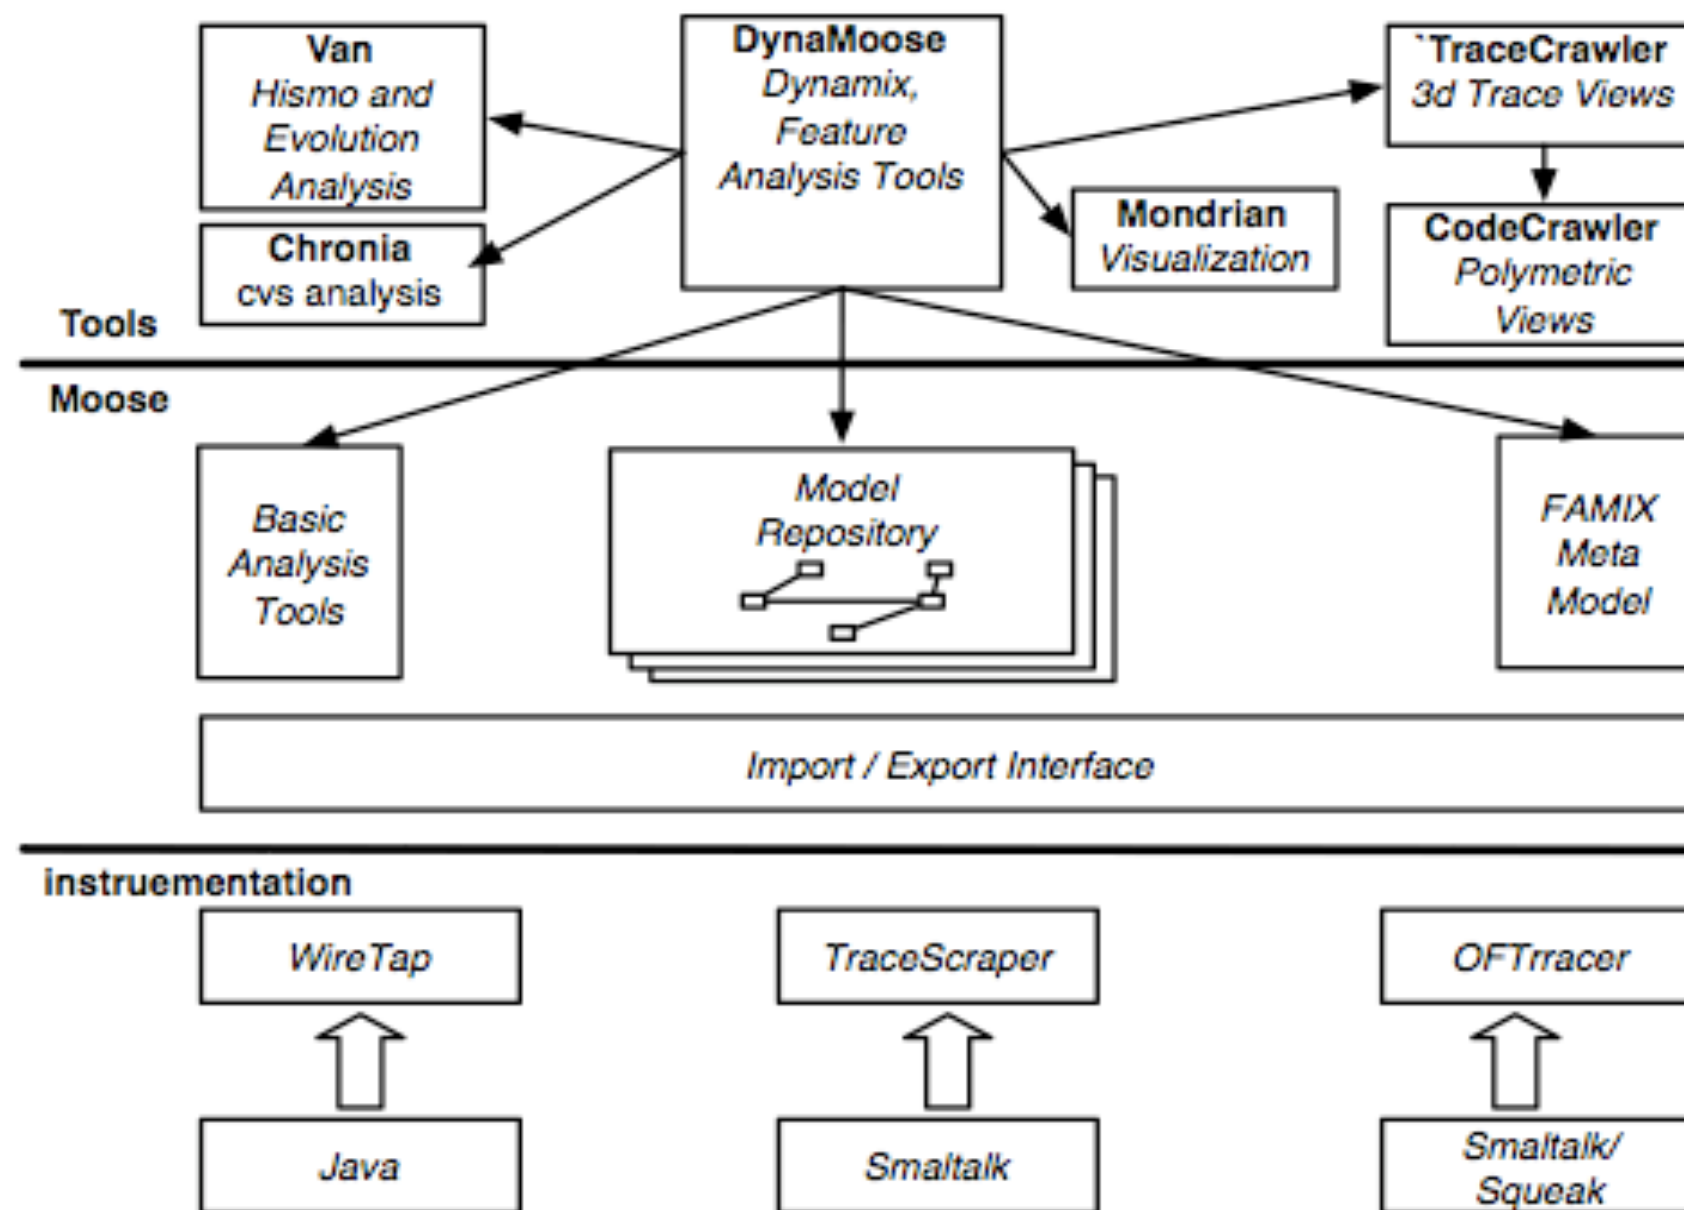 Van
Hismo and
Evolution
Analysis
Chronia
cvs analysis
DynaMoose
Dynamix,
Feature
Analysis Tools
Mondrian
Visualization
`TraceCrawler
3d Trace Views
CodeCrawler
Polymetric
Views
Tools
Moose
Basic
Analysis
Tools
Model
Repository
FAMIX
Meta
Model
Import / Export Interface
instruementation
WireTap
TraceScraper
OFTrracer
Java
Smaltalk
Smaltalk/
Squeak